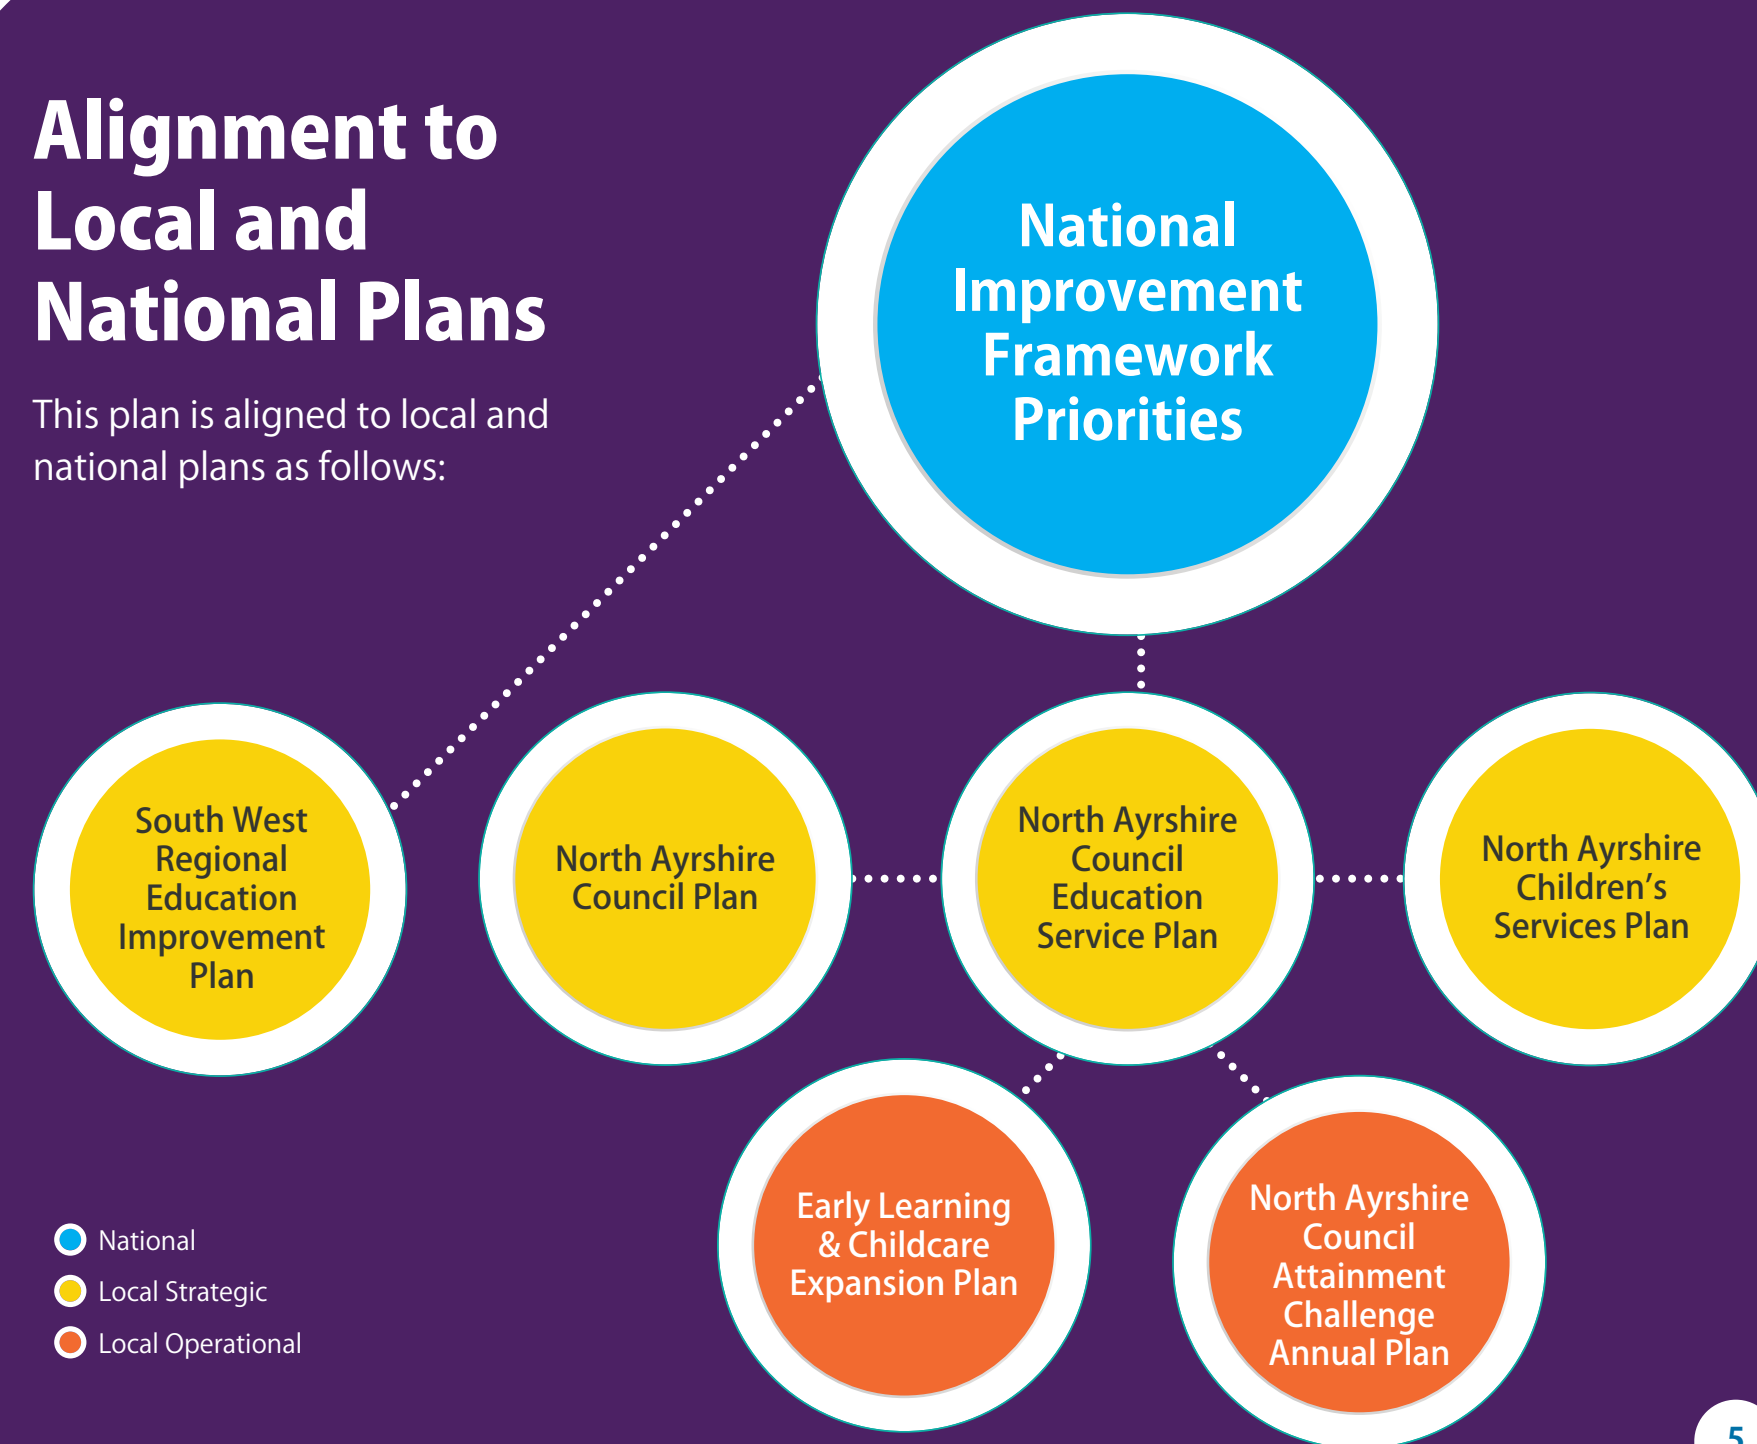 Alignment to
Local and
National Plans
This plan is aligned to local and
national plans as follows:
National
Improvement
Framework
Priorities
South West
Regional
Education
Improvement
Plan
North Ayrshire
Council Plan
North Ayrshire
Council
Education
Service Plan
North Ayrshire
Children’s
Services Plan
Early Learning
& Childcare
Expansion Plan
North Ayrshire
Council
Attainment
Challenge
Annual Plan
National
Local Strategic
Local Operational
5